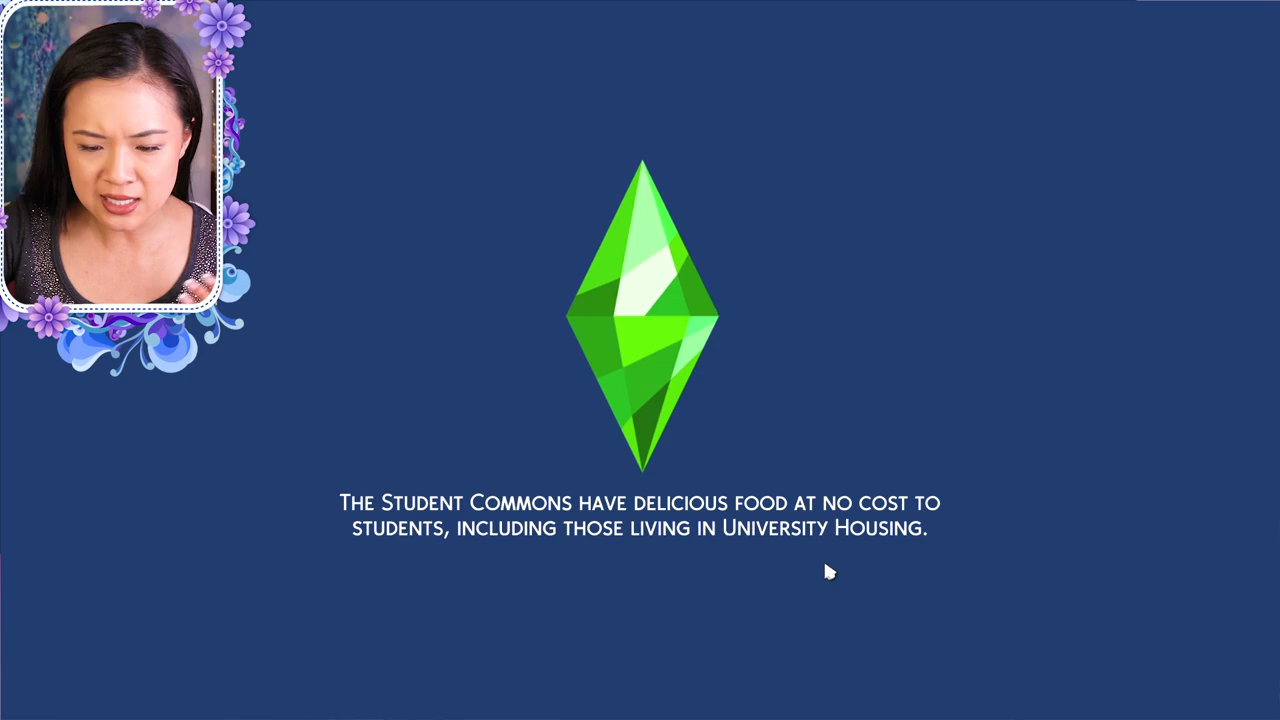 The Student Commons have delicious food at no cost to
students, including those living in University Housing.